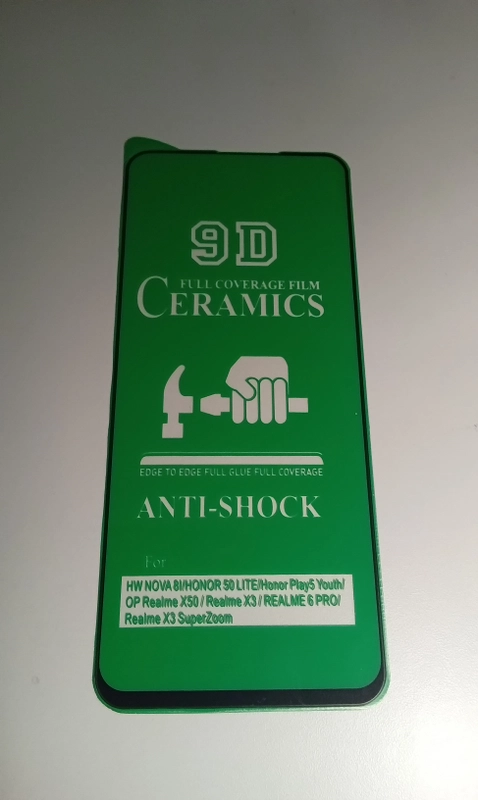 9D
FULL COVERAGE FILM
CERAMICS
EDGE TO EDGE FULL GLUE FULL COVERAGE
ANTI-SHOCK
For
HW NOVA 8I/HONOR 50 LITE/Honor Play5 Youth/
OP Realme X50 / Realme X3 / REALME 6 PRO/
Realme X3 SuperZoom